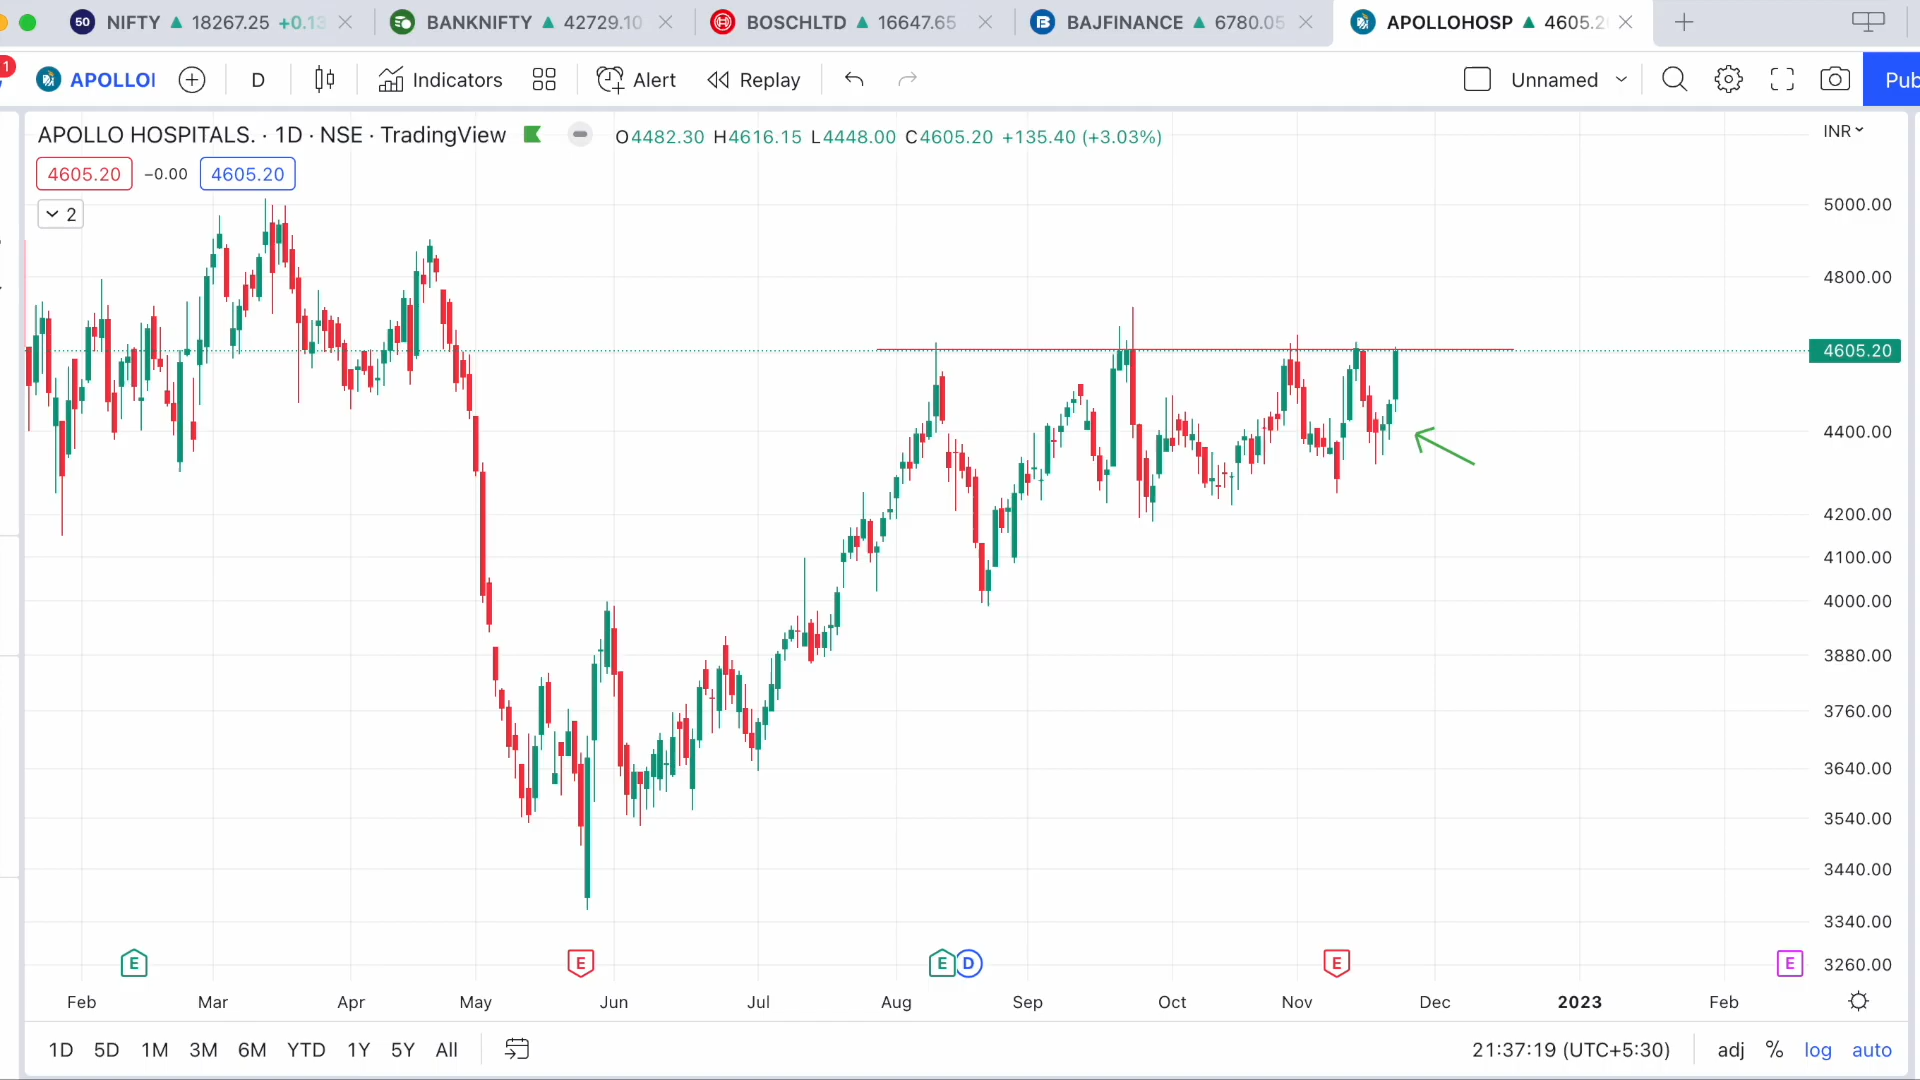 50 NIFTY ▲ 18267.25 +0.13
BANKNIFTY ▲ 42729.10
BOSCHLTD ▲ 16647.65
BAJFINANCE ▲ 6780.05
APOLLOHOSP ▲ 4605.2
1
APOLLOI
D
Indicators
Alert
Replay
Unnamed
Pub
APOLLO HOSPITALS. · 1D · NSE · TradingView
O4482.30 H4616.15 L4448.00 C4605.20 +135.40 (+3.03%)
INR
4605.20 −0.00 4605.20
2
5000.00
4800.00
4605.20
4400.00
4200.00
4100.00
4000.00
3880.00
3760.00
3640.00
3540.00
3440.00
3340.00
3260.00
E E E D E E
Feb Mar Apr May Jun Jul Aug Sep Oct Nov Dec 2023 Feb
1D 5D 1M 3M 6M YTD 1Y 5Y All
21:37:19 (UTC+5:30) adj % log auto